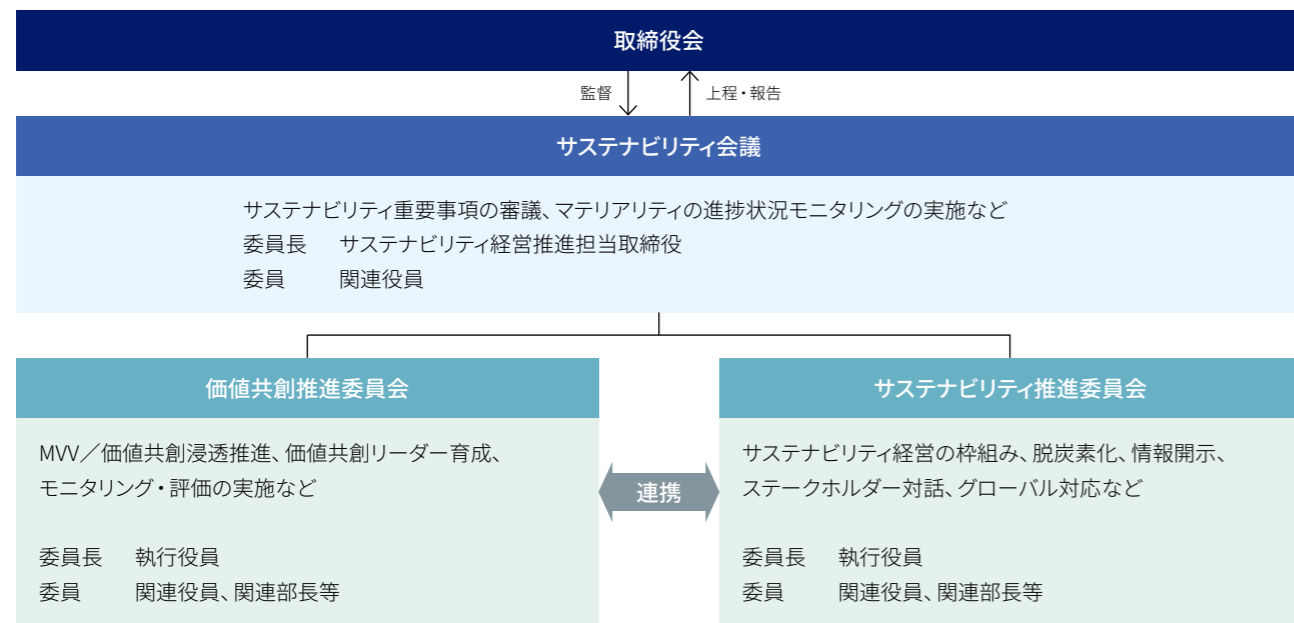 取締役会
監督
上程・報告
サステナビリティ会議
サステナビリティ重要事項の審議、マテリアリティの進捗状況モニタリングの実施など
委員長 サステナビリティ経営推進担当取締役
委員 関連役員
価値共創推進委員会
MVV／価値共創浸透推進、価値共創リーダー育成、
モニタリング・評価の実施など
委員長 執行役員
委員 関連役員、関連部長等
連携
サステナビリティ推進委員会
サステナビリティ経営の枠組み、脱炭素化、情報開示、
ステークホルダー対話、グローバル対応など
委員長 執行役員
委員 関連役員、関連部長等